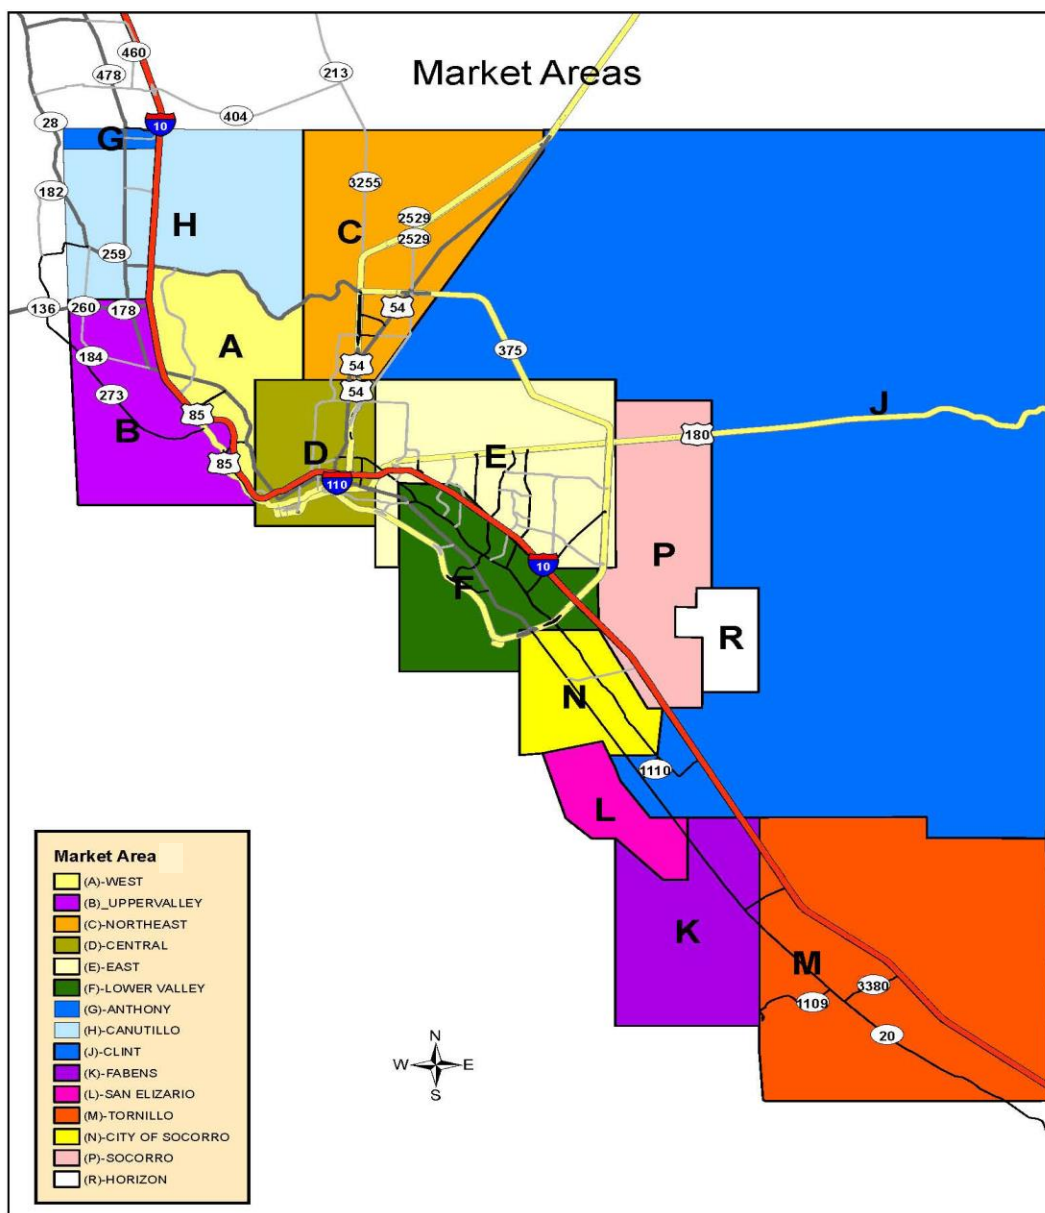 Market Areas
460
478
213
404
28
10
G
182
3255
H
2529
C
2529
259
136
260
178
54
A
375
184
54
54
273
85
B
J
180
D
E
85
110
P
10
F
R
N
1110
L
K
M
3380
1109
20
N
W E
S
Market Area
(A)-WEST
(B)_UPPERVALLEY
(C)-NORTHEAST
(D)-CENTRAL
(E)-EAST
(F)-LOWER VALLEY
(G)-ANTHONY
(H)-CANUTILLO
(J)-CLINT
(K)-FABENS
(L)-SAN ELIZARIO
(M)-TORNILLO
(N)-CITY OF SOCORRO
(P)-SOCORRO
(R)-HORIZON